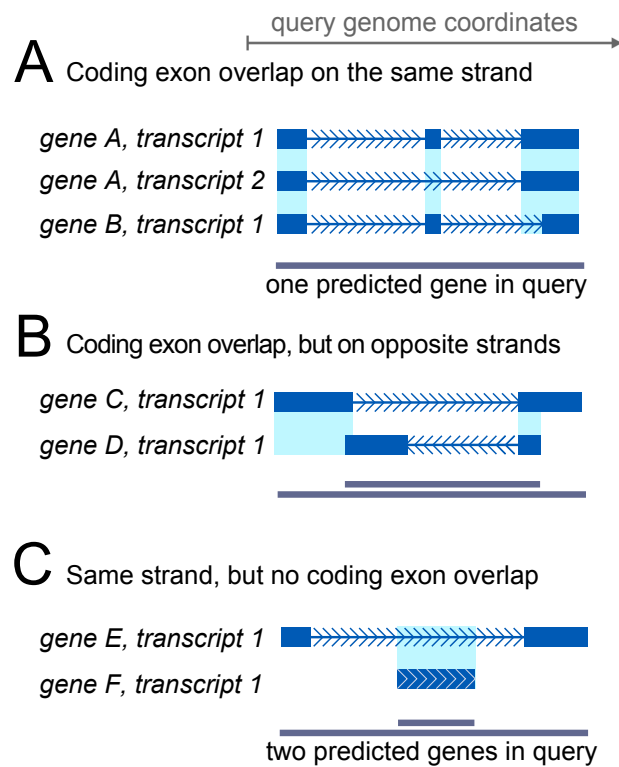 query genome coordinates
A Coding exon overlap on the same strand
gene A, transcript 1
gene A, transcript 2
gene B, transcript 1
one predicted gene in query
B Coding exon overlap, but on opposite strands
gene C, transcript 1
gene D, transcript 1
C Same strand, but no coding exon overlap
gene E, transcript 1
gene F, transcript 1
two predicted genes in query